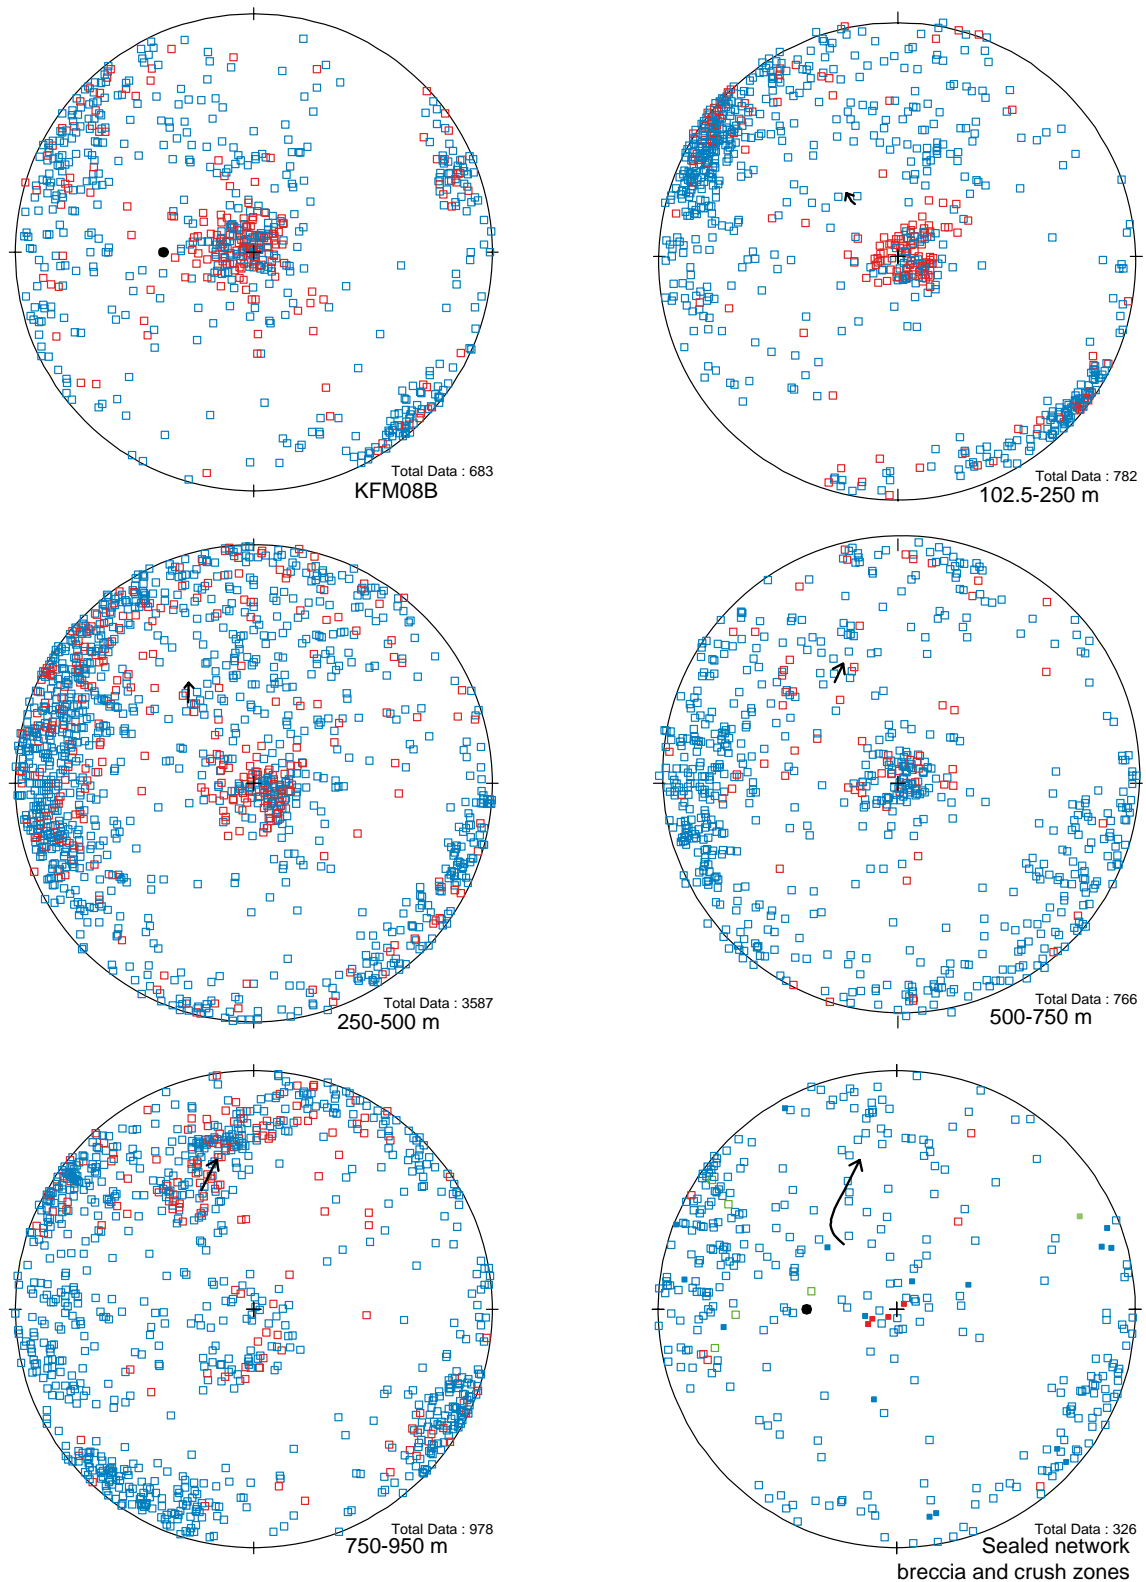 Total Data : 683
KFM08B
Total Data : 782
102.5-250 m
Total Data : 3587
250-500 m
Total Data : 766
500-750 m
Total Data : 978
750-950 m
Total Data : 326
Sealed network
breccia and crush zones